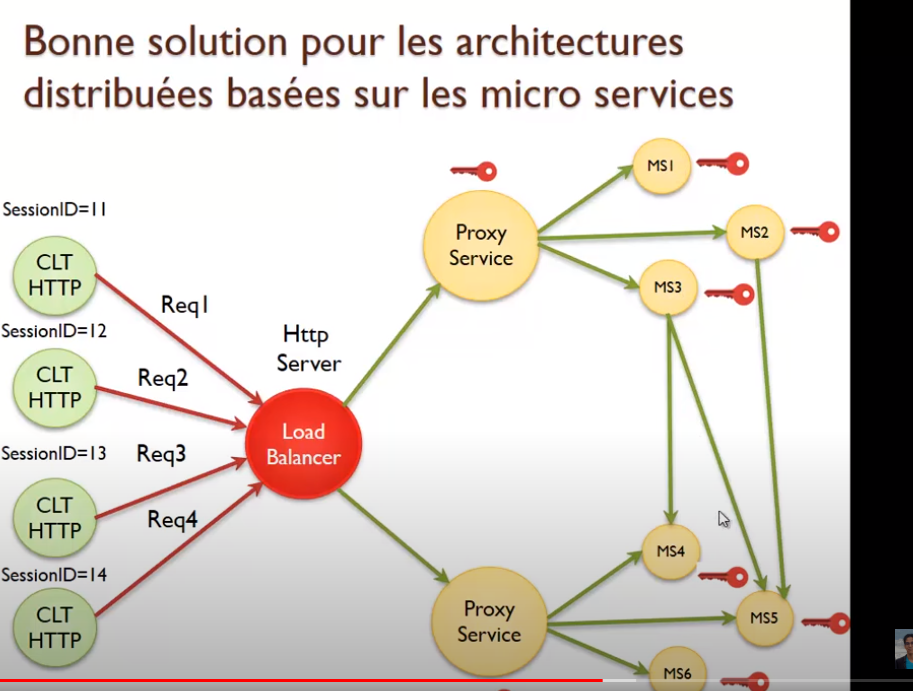 Bonne solution pour les architectures
distribuées basées sur les micro services
SessionID=11
CLT
HTTP
Req1
SessionID=12
CLT
HTTP
Req2
SessionID=13
CLT
HTTP
Req3
SessionID=14
CLT
HTTP
Req4
Http
Server
Load
Balancer
Proxy
Service
MS1
MS2
MS3
Proxy
Service
MS4
MS5
MS6